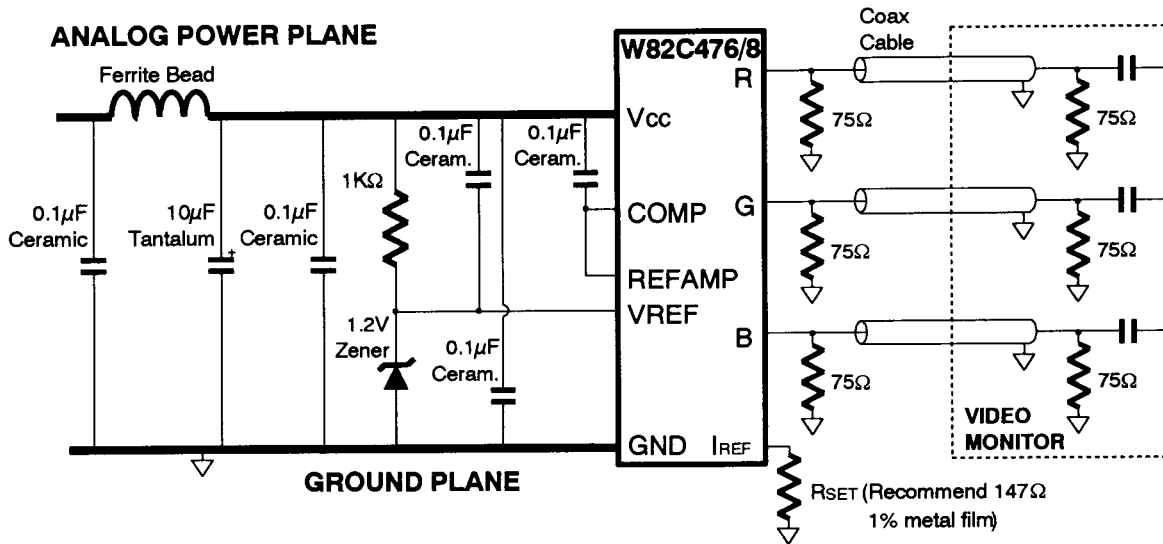 ANALOG POWER PLANE
Ferrite Bead
0.1µF
Ceramic
10µF
Tantalum
+
0.1µF
Ceramic
1KΩ
1.2V
Zener
0.1µF
Ceram.
0.1µF
Ceram.
0.1µF
Ceram.
GROUND PLANE
W82C476/8
Vcc
COMP
REFAMP
VREF
GND
IREF
R
G
B
Coax
Cable
75Ω
75Ω
75Ω
75Ω
75Ω
75Ω
VIDEO
MONITOR
RSET (Recommend 147Ω
1% metal film)